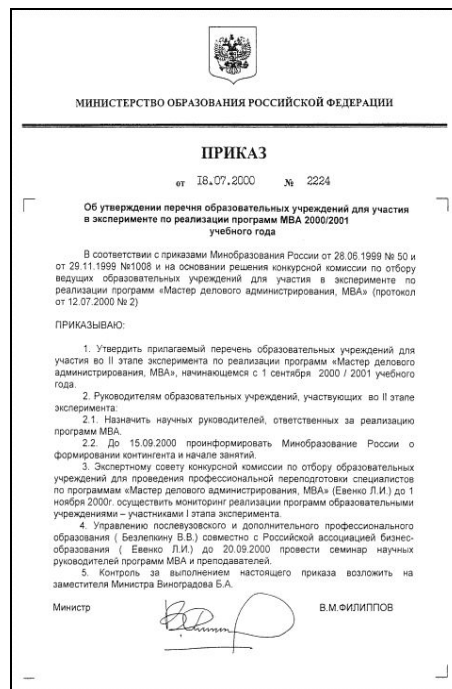 МИНИСТЕРСТВО ОБРАЗОВАНИЯ РОССИЙСКОЙ ФЕДЕРАЦИИ
ПРИКАЗ
от 18.07.2000 № 2224
Об утверждении перечня образовательных учреждений для участия
в эксперименте по реализации программ МВА 2000/2001
учебного года
В соответствии с приказами Минобразования России от 28.06.1999 № 50 и
от 29.11.1999 №1008 и на основании решения конкурсной комиссии по отбору
ведущих образовательных учреждений для участия в эксперименте по
реализации программ «Мастер делового администрирования, МВА» (протокол
от 12.07.2000 № 2)
ПРИКАЗЫВАЮ:
1. Утвердить прилагаемый перечень образовательных учреждений для
участия во II этапе эксперимента по реализации программ «Мастер делового
администрирования, МВА», начинающемся с 1 сентября 2000 / 2001 учебного
года.
2. Руководителям образовательных учреждений, участвующих во II этапе
эксперимента:
2.1. Назначить научных руководителей, ответственных за реализацию
программ МВА.
2.2. До 15.09.2000 проинформировать Минобразование России о
формировании контингента и начале занятий.
3. Экспертному совету конкурсной комиссии по отбору образовательных
учреждений для проведения профессиональной переподготовки специалистов
по программам «Мастер делового администрирования, МВА» (Евенко Л.И.) до 1
ноября 2000г. осуществить мониторинг реализации программ образовательными
учреждениями – участниками I этапа эксперимента.
4. Управлению послевузовского и дополнительного профессионального
образования ( Безлепкину В.В.) совместно с Российской ассоциацией бизнес-
образования ( Евенко Л.И.) до 20.09.2000 провести семинар научных
руководителей программ МВА и преподавателей.
5. Контроль за выполнением настоящего приказа возложить на
заместителя Министра Виноградова Б.А.
Министр В.М.ФИЛИППОВ